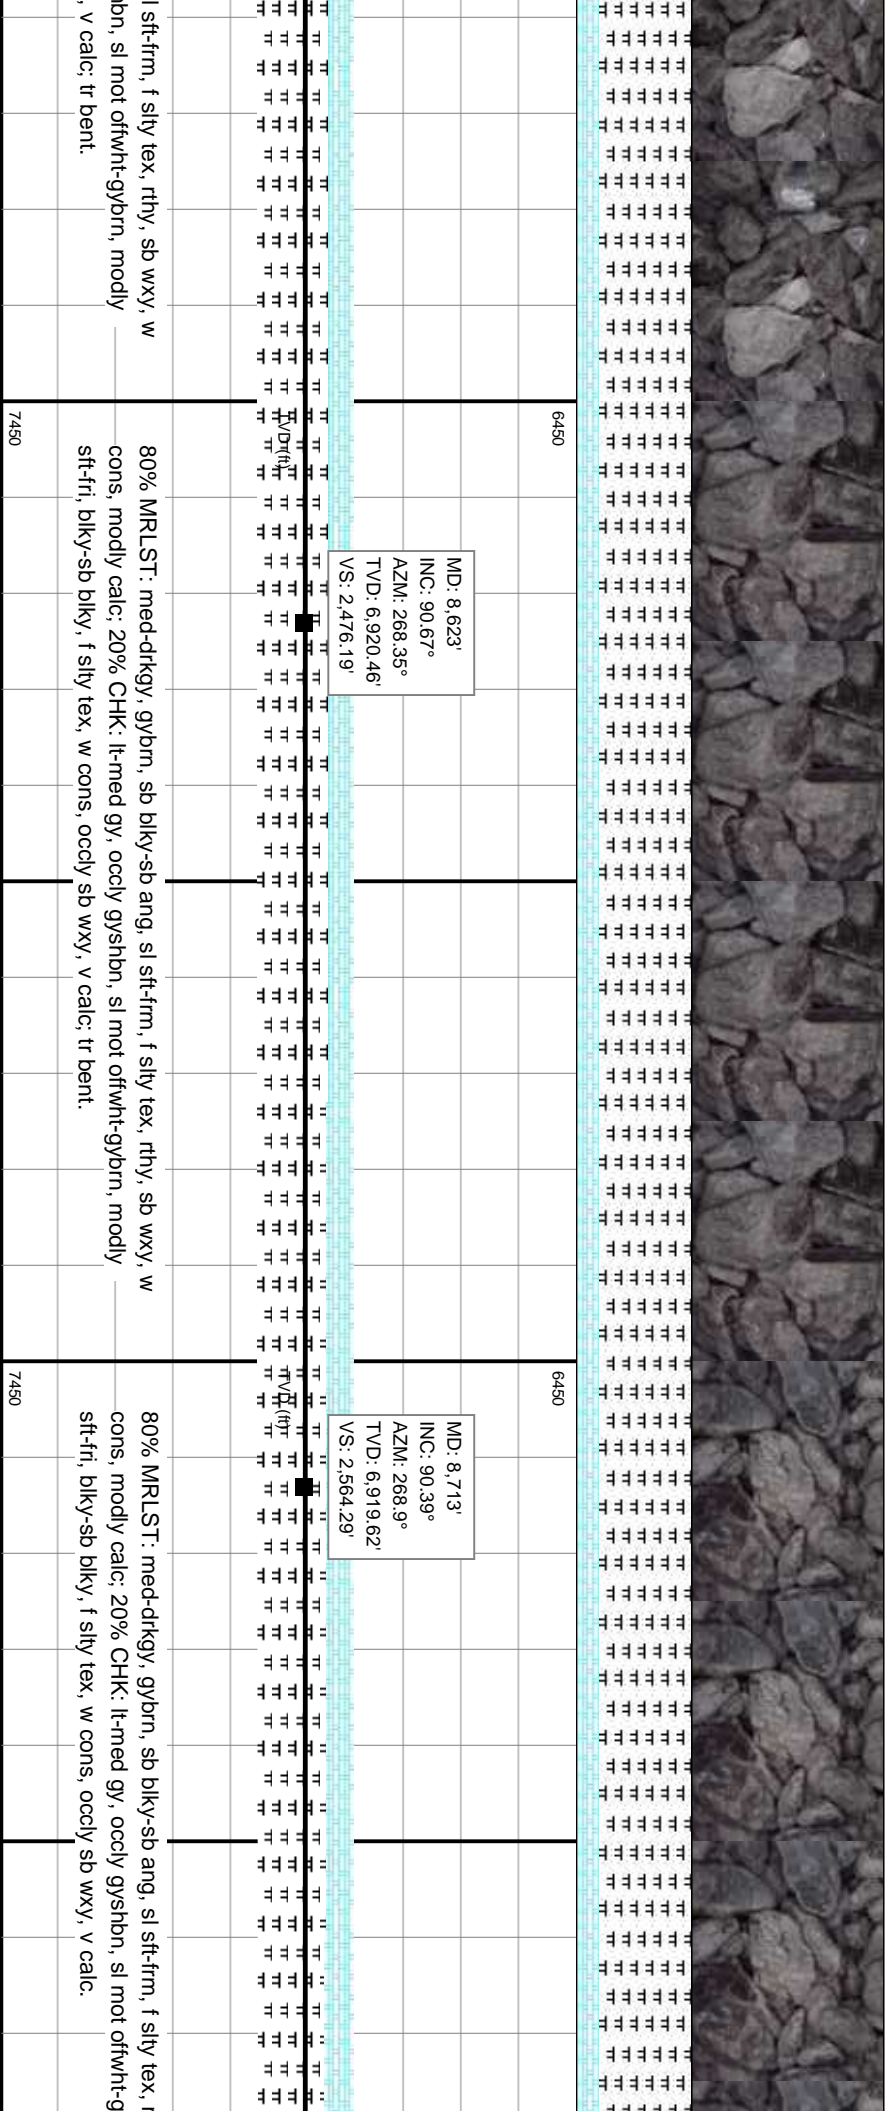 l sft-frm, f slty tex, rthy, sb wxy, w
bn, sl mot offwht-gybrn, modly
, v calc; tr bent.
6450
TVD (ft)
7450
MD: 8,623'
INC: 90.67°
AZM: 268.35°
TVD: 6,920.46'
VS: 2,476.19'
80% MRLST: med-drkgy, gybrn, sb blky-sb ang, sl sft-frm, f slty tex, rthy, sb wxy, w
cons, modly calc; 20% CHK: lt-med gy, occly gyshbn, sl mot offwht-gybrn, modly
sft-fri, blky-sb blky, f slty tex, w cons, occly sb wxy, v calc; tr bent.
6450
TVD (ft)
7450
MD: 8,713'
INC: 90.39°
AZM: 268.9°
TVD: 6,919.62'
VS: 2,564.29'
80% MRLST: med-drkgy, gybrn, sb blky-sb ang, sl sft-frm, f slty tex, r
cons, modly calc; 20% CHK: lt-med gy, occly gyshbn, sl mot offwht-g
sft-fri, blky-sb blky, f slty tex, w cons, occly sb wxy, v calc.